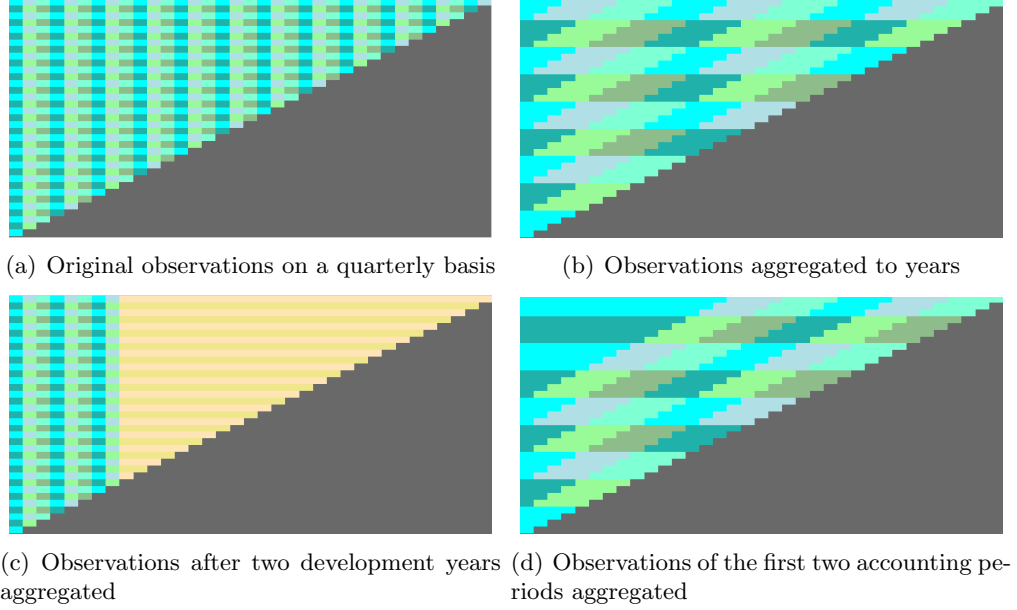 (a) Original observations on a quarterly basis
(b) Observations aggregated to years
(c) Observations after two development years
aggregated
(d) Observations of the first two accounting pe-
riods aggregated